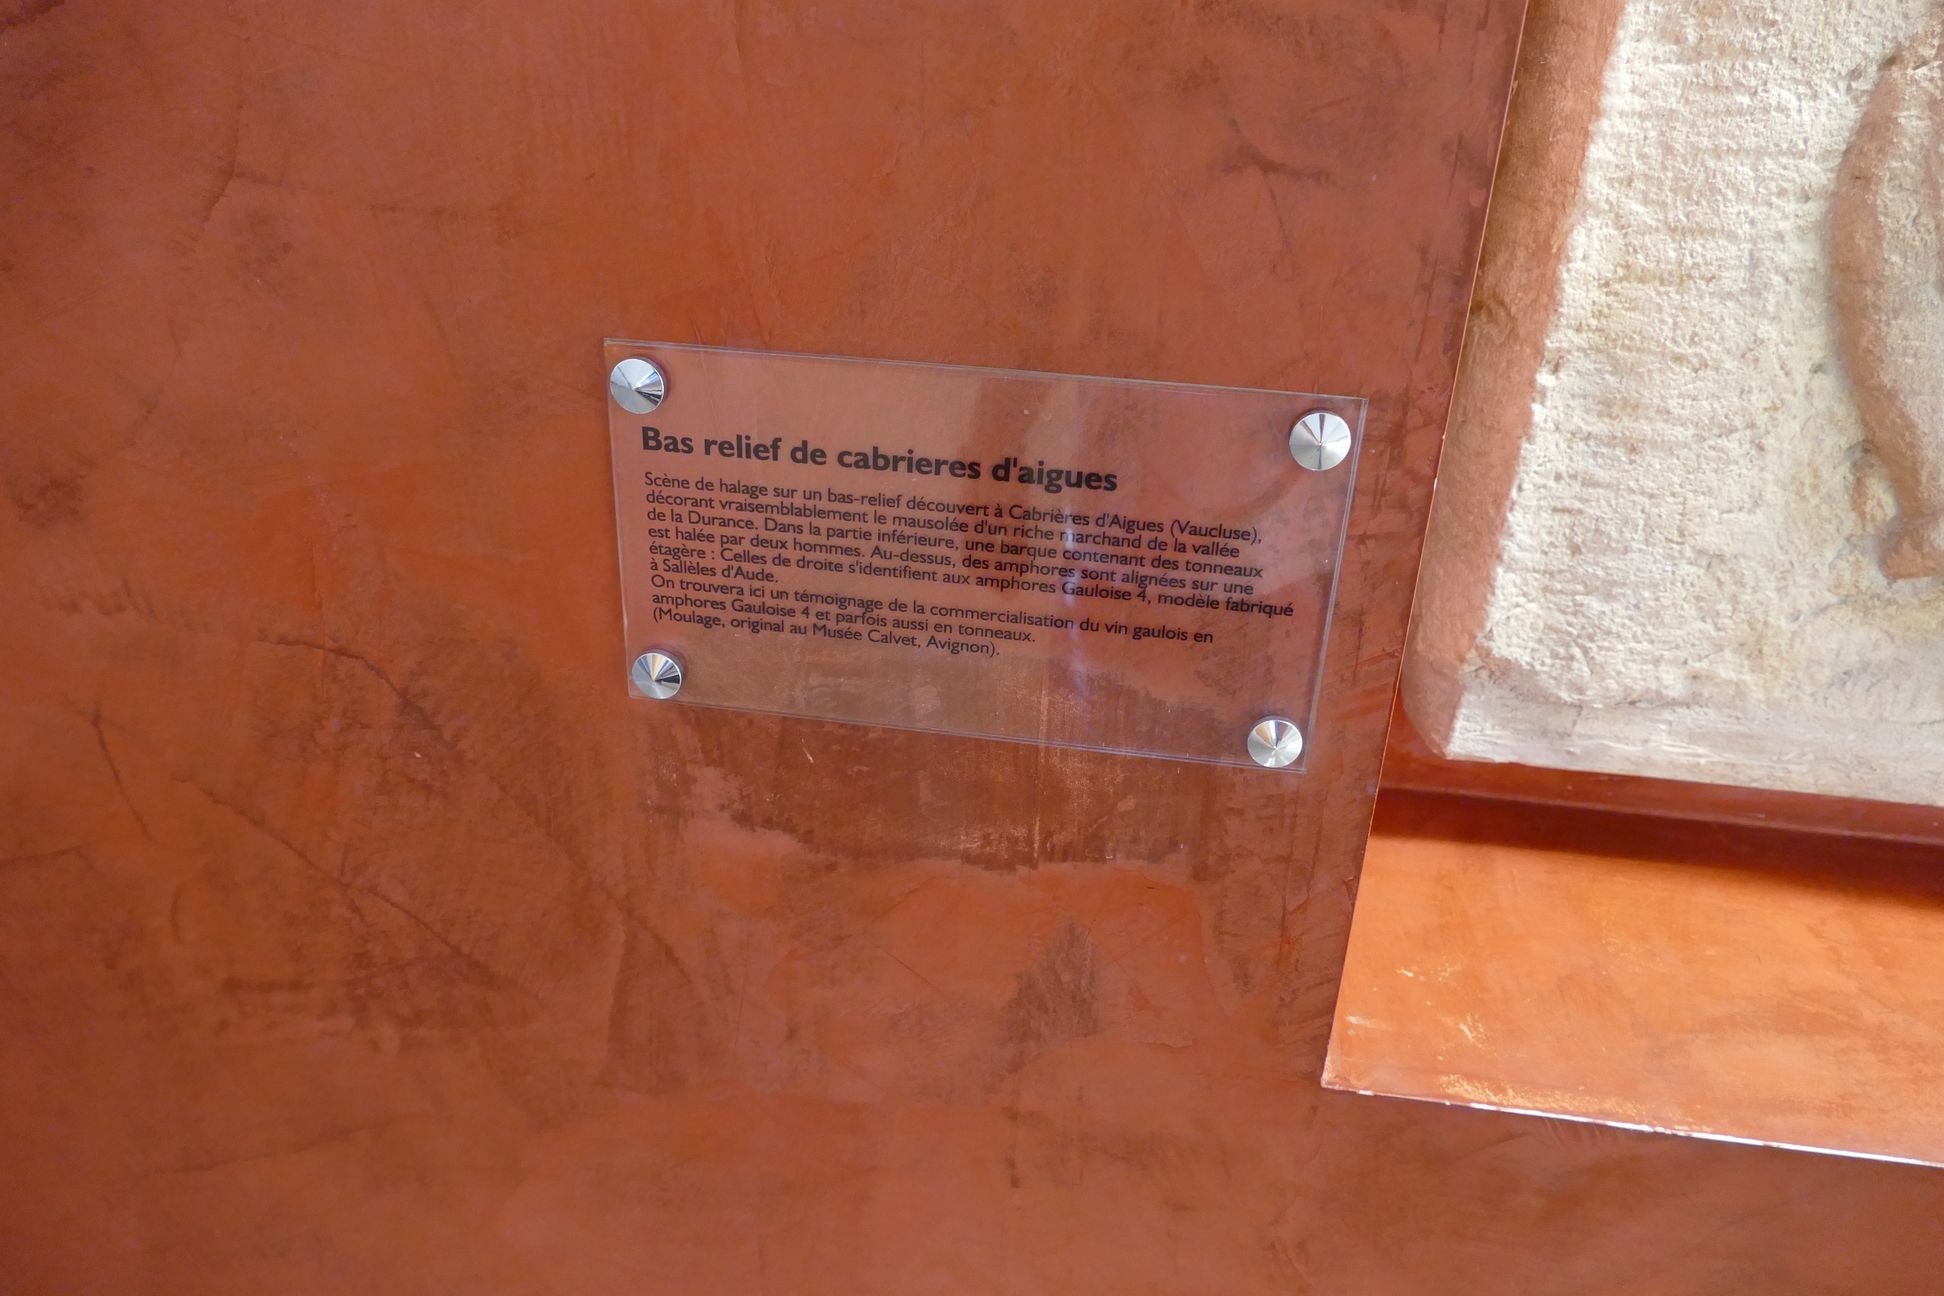 Bas relief de cabrieres d'aigues
Scène de halage sur un bas-relief découvert à Cabrières d'Aigues (Vaucluse),
décorant vraisemblablement le mausolée d'un riche marchand de la vallée
de la Durance. Dans la partie inférieure, une barque contenant des tonneaux
est halée par deux hommes. Au-dessus, des amphores sont alignées sur une
étagère : Celles de droite s'identifient aux amphores Gauloise 4, modèle fabriqué
à Sallèles d'Aude.
On trouvera ici un témoignage de la commercialisation du vin gaulois en
amphores Gauloise 4 et parfois aussi en tonneaux.
(Moulage, original au Musée Calvet, Avignon).